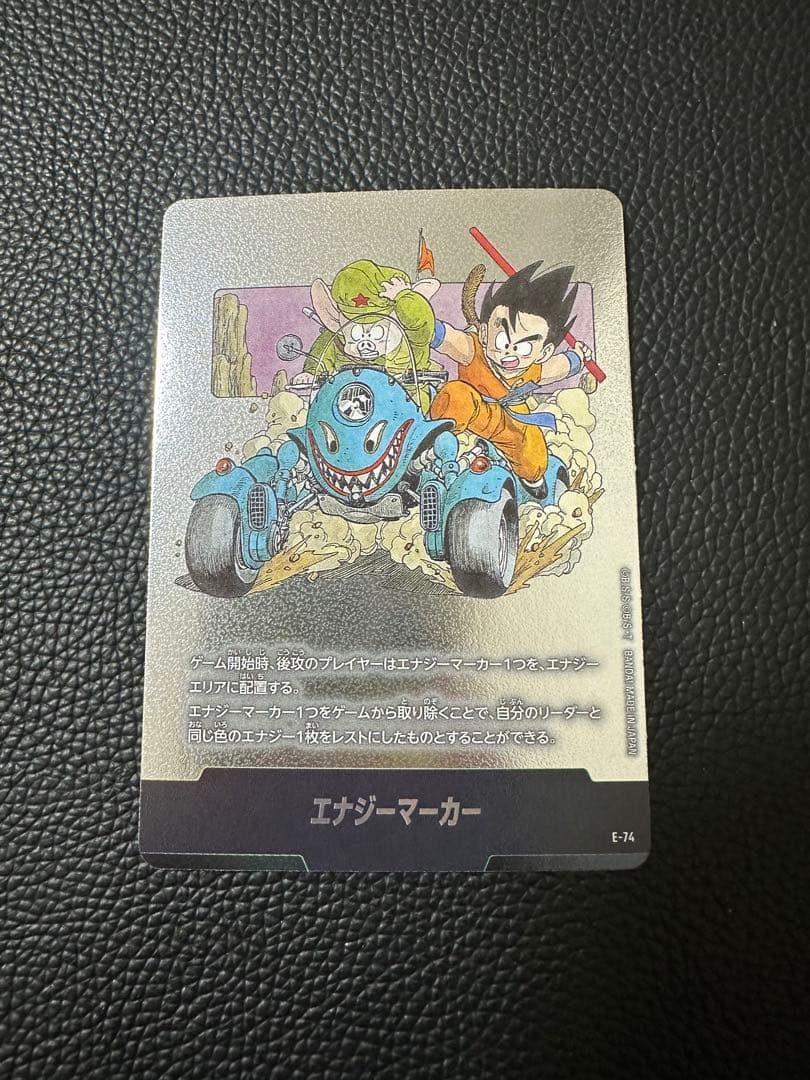 ゲーム開始時、後攻のプレイヤーはエナジーマーカー1つを、エナジー
エリアに配置する。
エナジーマーカー1つをゲームから取り除くことで、自分のリーダーと
同じ色のエナジー1枚をレストにしたものとすることができる。
エナジーマーカー
E-74
©B/S/S ©B/S・T BANDAI MADE IN JAPAN